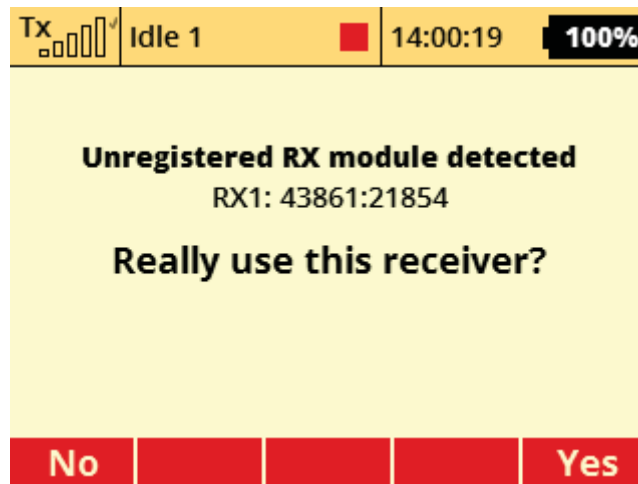 Tx Idle 1 14:00:19 100%
Unregistered RX module detected
RX1: 43861:21854
Really use this receiver?
No Yes